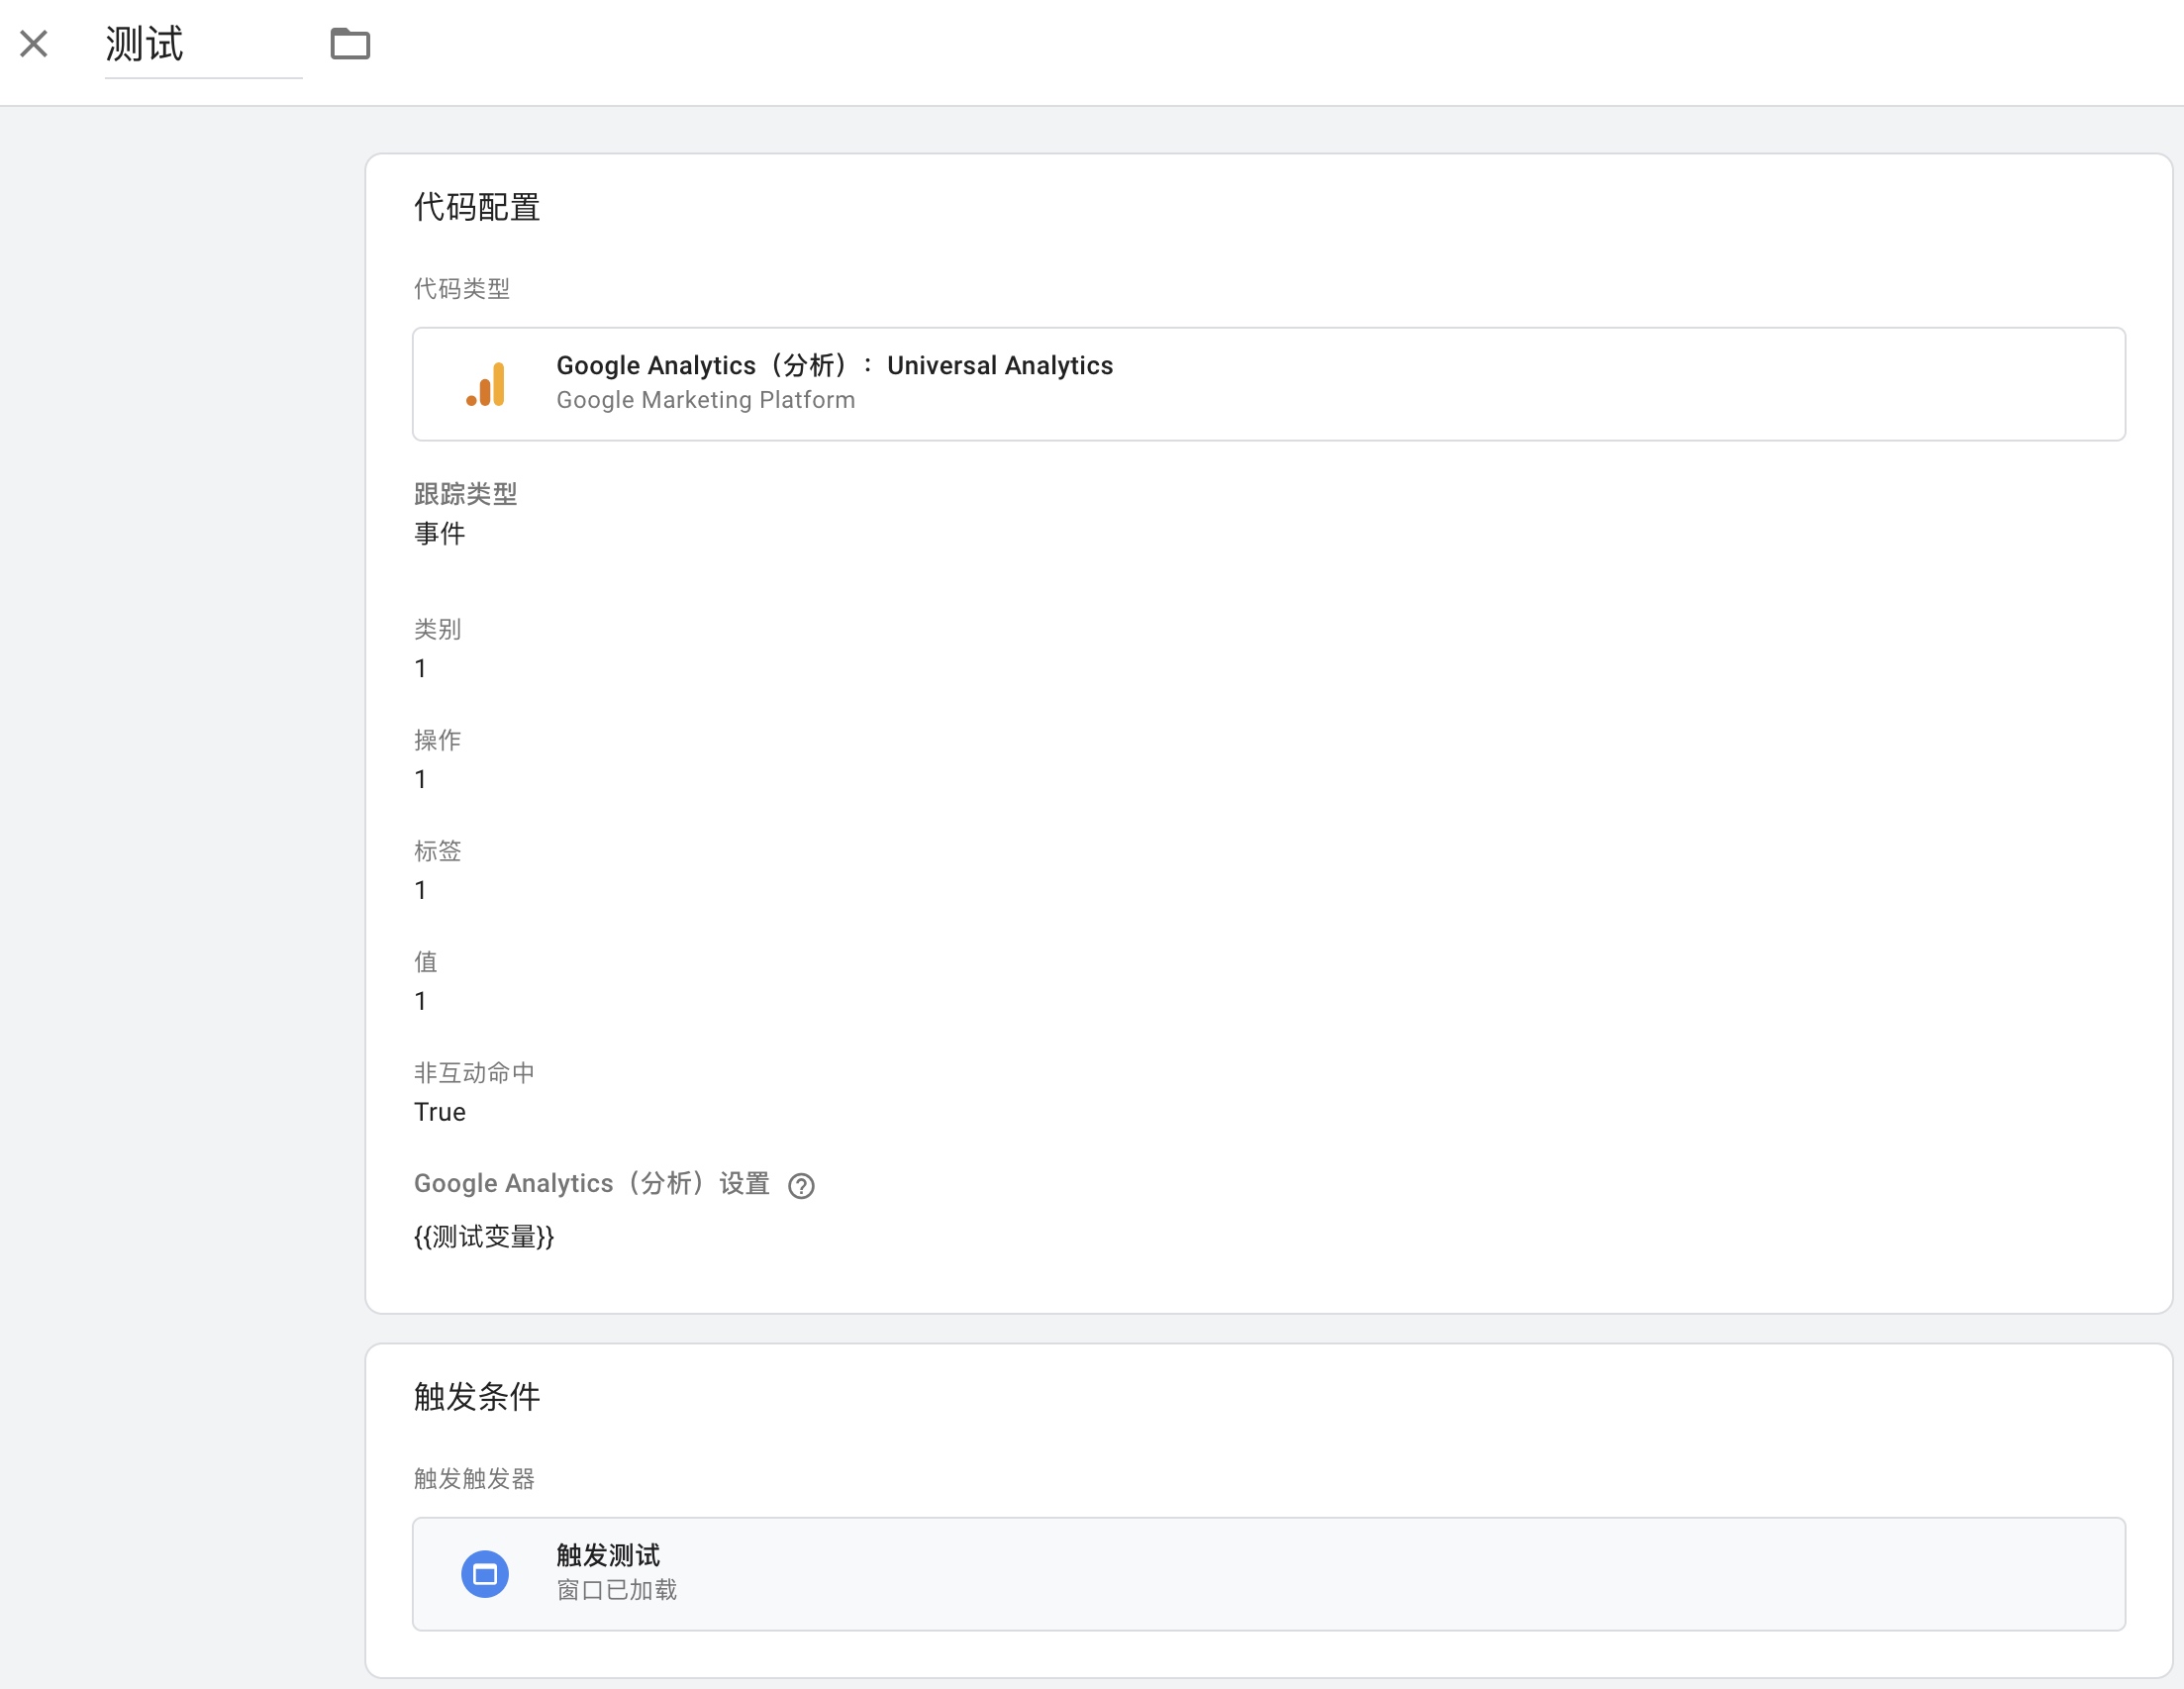 测试
代码配置
代码类型
Google Analytics（分析）：Universal Analytics
Google Marketing Platform
跟踪类型
事件
类别
1
操作
1
标签
1
值
1
非互动命中
True
Google Analytics（分析）设置
{{测试变量}}
触发条件
触发触发器
触发测试
窗口已加载